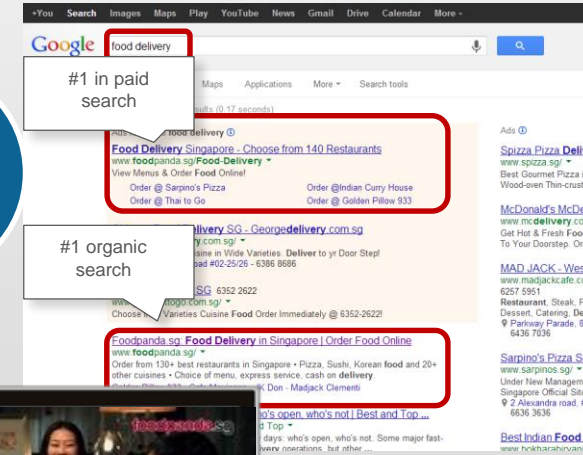 +You Search Images Maps Play YouTube News Gmail Drive Calendar More
Google food delivery
#1 in paid
search
Maps Applications More Search tools
(0.17 seconds)
food delivery
Food Delivery Singapore - Choose from 140 Restaurants
www.foodpanda.sg/Food-Delivery
View Menus & Order Food Online!
Order @ Sarpino's Pizza Order @Indian Curry House
Order @ Thai to Go Order @ Golden Pillow 933
#1 organic
search
Delivery SG - Georgedelivery.com.sg
.com.sg/
in Wide Varieties. Deliver to yr Door Step!
#02-25/26 - 6386 8686
SG 6352 2622
.com.sg/
Varieties Cuisine Food Order Immediately @ 6352-2622!
Foodpanda.sg: Food Delivery in Singapore | Order Food Online
www.foodpanda.sg/
Order from 130+ best restaurants in Singapore • Pizza, Sushi, Korean food and 20+
other cuisines • Choice of menu, express service, cash on delivery.
Don - Madjack Clementi
who's open, who's not | Best and Top ...
d Top
days: who's open, who's not. Some major fast-
operations, but other ...
foodpanda.sg
Ads
Spizza Pizza Deli
www.spizza.sg/
Best Gourmet Pizza
Wood-oven Thin-crust
McDonald's McDe
www.mcdelivery.co
Get Hot & Fresh Foo
To Your Doorstep. Or
MAD JACK - Wes
www.madjackcafe.c
6257 5951
Restaurant, Steak, F
Dessert, Catering, De
Parkway Parade, 8
6436 7036
Sarpino's Pizza S
www.sarpinos.sg/
Under New Managem
Singapore Official Site
2 Alexandra road,
6636 3636
Best Indian Food